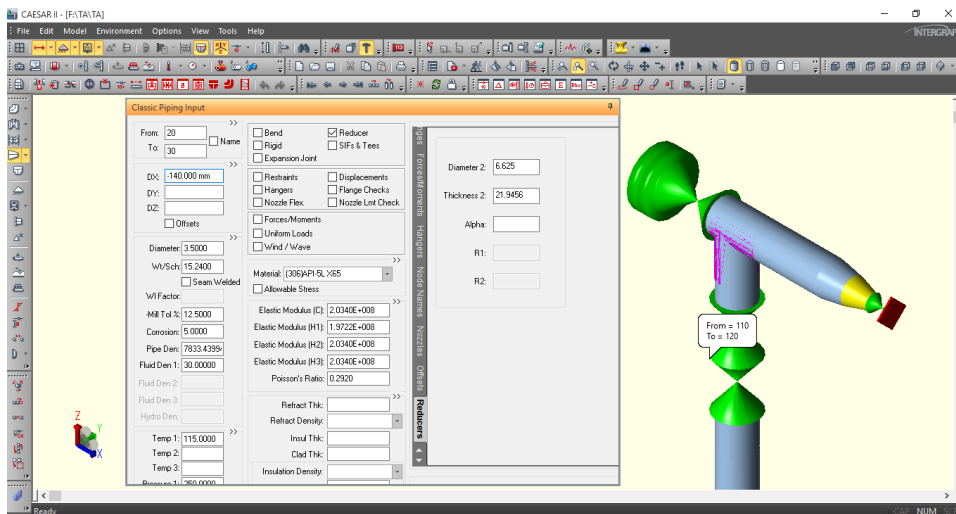 CAESAR II - [F:\TA\TA]
File Edit Model Environment Options View Tools Help
INTERGRAP
Classic Piping Input
From: 20
To: 30
Name
>>
DX: -140.000 mm
DY:
DZ:
Offsets
>>
Diameter: 3.5000
Wt/Sch: 15.2400
Seam Welded
Wl Factor:
-Mill Tol %: 12.5000
Corrosion: 5.0000
Pipe Den: 7833.4399
Fluid Den 1: 30.00000
Fluid Den 2:
Fluid Den 3:
Hydro Den:
>>
Temp 1: 115.0000
Temp 2:
Temp 3:
Pressure 1: 250.0000
>>
Bend
Reducer
Rigid
SIFs & Tees
Expansion Joint
Restraints
Displacements
Hangers
Flange Checks
Nozzle Flex.
Nozzle Lmt Check
Forces/Moments
Uniform Loads
Wind / Wave
>>
Material: (306)API-5L X65
Allowable Stress
>>
Elastic Modulus (C): 2.0340E+008
Elastic Modulus (H1): 1.9722E+008
Elastic Modulus (H2): 2.0340E+008
Elastic Modulus (H3): 2.0340E+008
Poisson's Ratio: 0.2920
>>
Refract Thk:
Refract Density:
Insul Thk:
Clad Thk:
Insulation Density:
nges
Forces/Moments
Hangers
Node Names
Nozzles
Offsets
Reducers
Diameter 2: 6.625
Thickness 2: 21.9456
Alpha:
R1:
R2:
From = 110
To = 120
Z
Y
X
Ready
CAP NUM SC